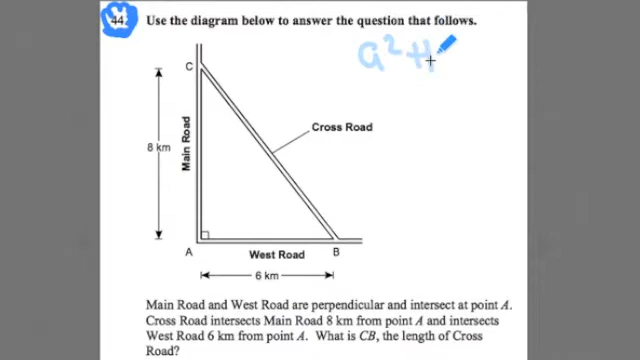 44. Use the diagram below to answer the question that follows.
a² +
C
Cross Road
8 km
Main Road
A
West Road
B
6 km
Main Road and West Road are perpendicular and intersect at point A.
Cross Road intersects Main Road 8 km from point A and intersects
West Road 6 km from point A. What is CB, the length of Cross
Road?